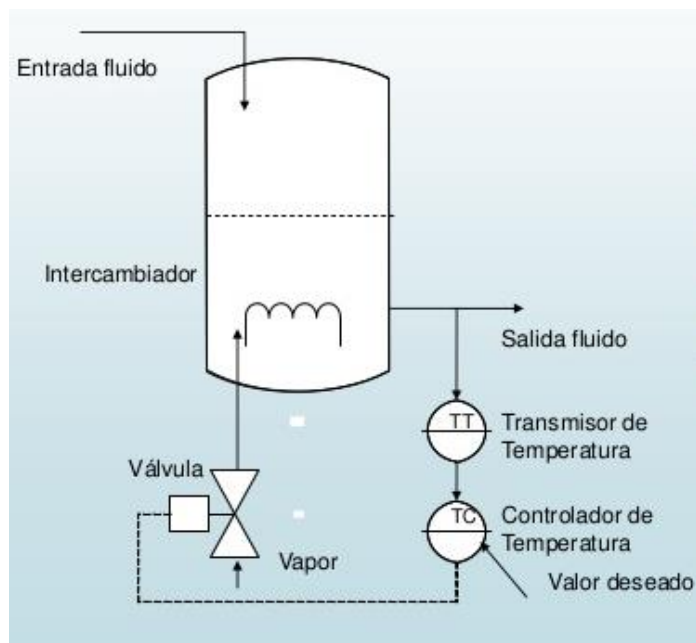 Entrada fluido
Intercambiador
Salida fluido
TT
Transmisor de
Temperatura
Válvula
TC
Controlador de
Temperatura
Vapor
Valor deseado